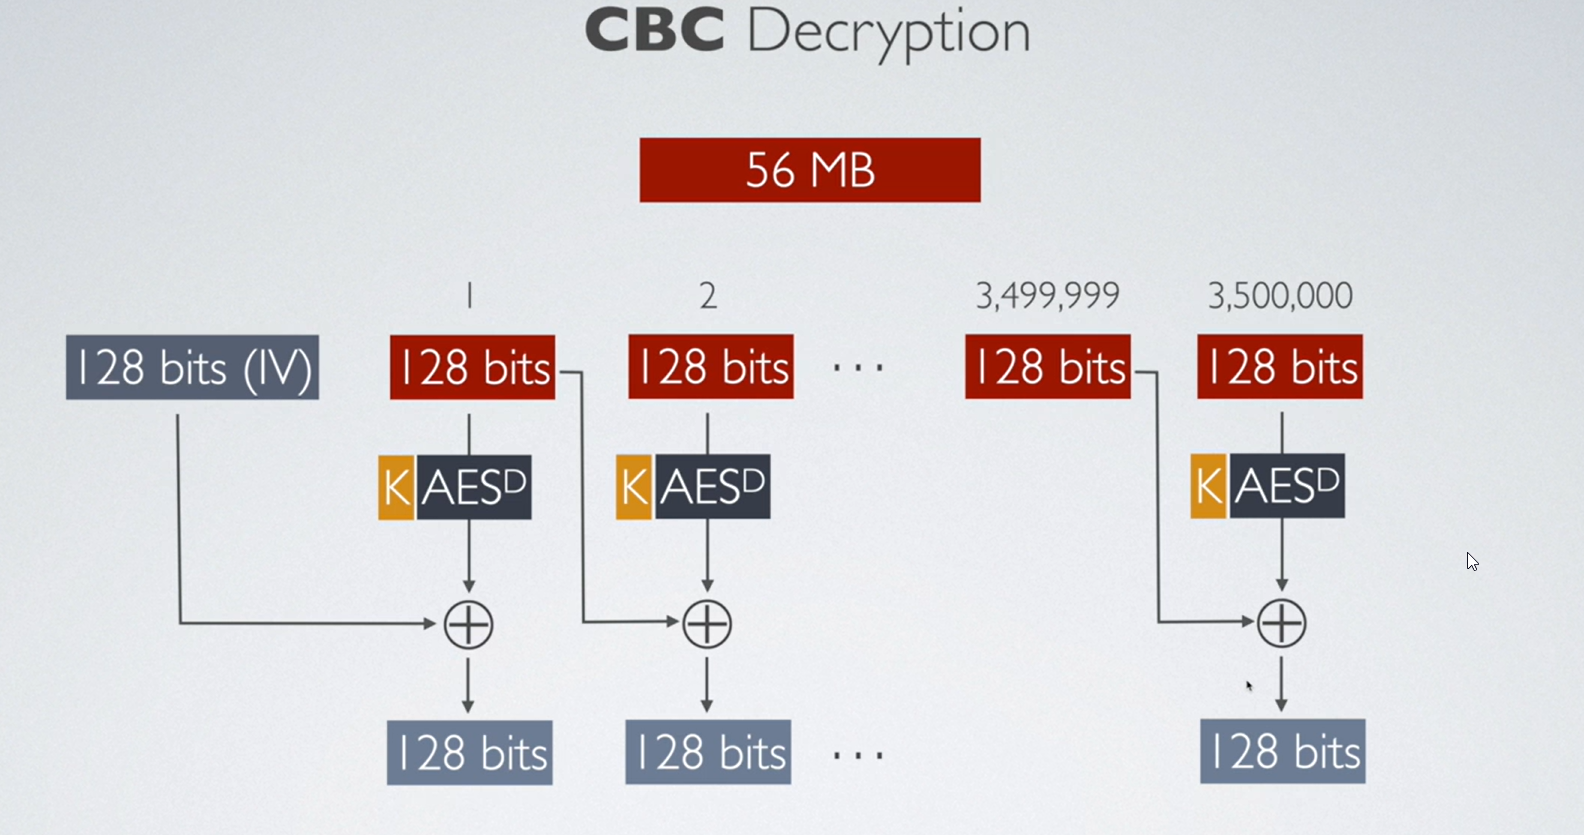 CBC Decryption
56 MB
1 2 3,499,999 3,500,000
128 bits (IV) 128 bits 128 bits ... 128 bits 128 bits
K AESD K AESD K AESD
128 bits 128 bits ... 128 bits